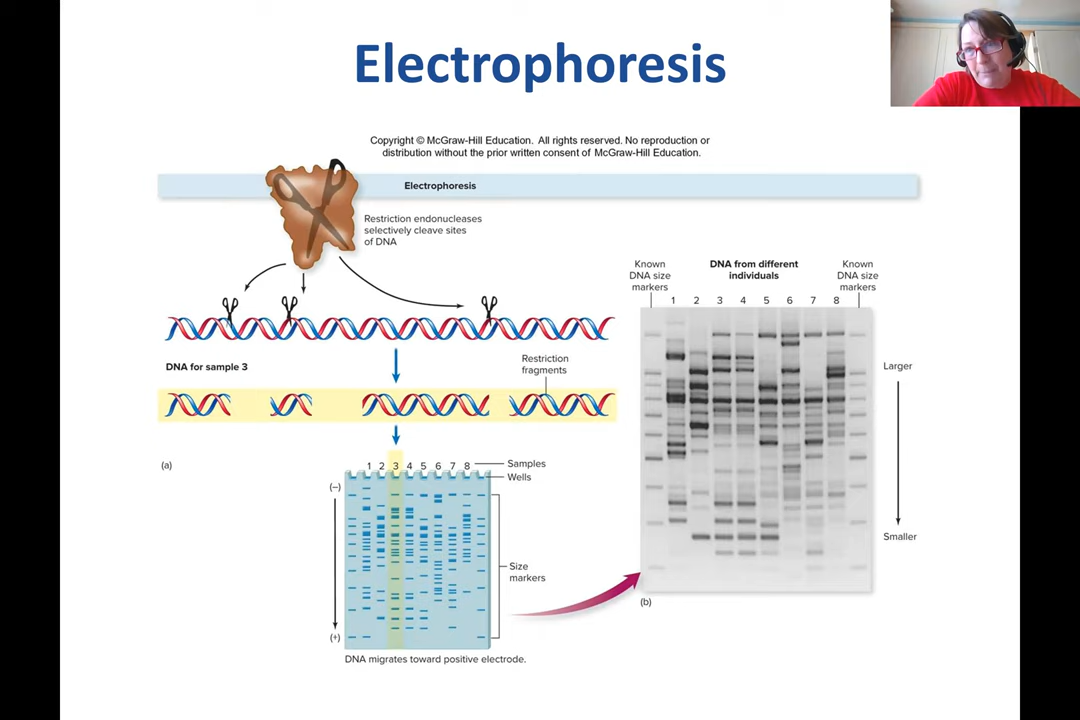 Electrophoresis
Copyright © McGraw-Hill Education. All rights reserved. No reproduction or
distribution without the prior written consent of McGraw-Hill Education.
Electrophoresis
Restriction endonucleases
selectively cleave sites
of DNA
DNA for sample 3
Restriction
fragments
(a)
1 2 3 4 5 6 7 8
Samples
Wells
(–)
Size
markers
(+)
DNA migrates toward positive electrode.
Known
DNA size
markers
DNA from different
individuals
Known
DNA size
markers
1 2 3 4 5 6 7 8
Larger
Smaller
(b)